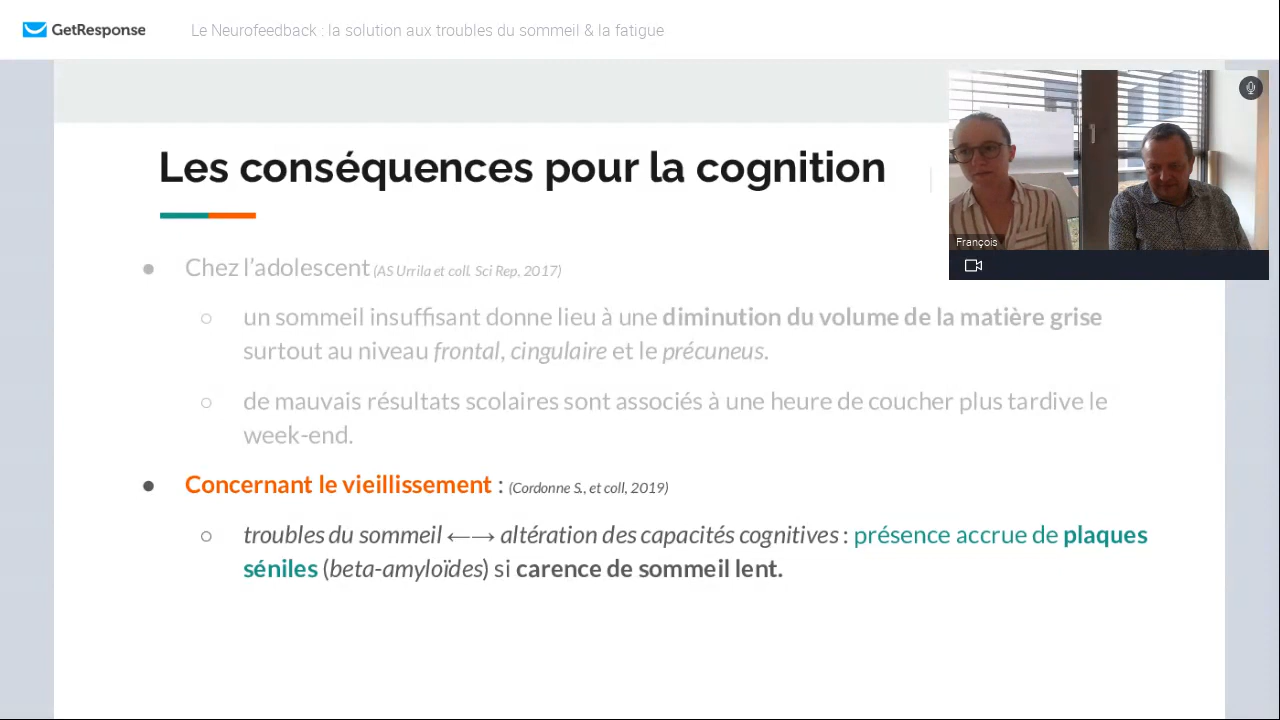 GetResponse
Le Neurofeedback : la solution aux troubles du sommeil & la fatigue
Les conséquences pour la cognition
François
● Chez l'adolescent (AS Urrila et coll. Sci Rep, 2017)
○ un sommeil insuffisant donne lieu à une diminution du volume de la matière grise
surtout au niveau frontal, cingulaire et le précuneus.
○ de mauvais résultats scolaires sont associés à une heure de coucher plus tardive le
week-end.
● Concernant le vieillissement : (Cordonne S., et coll, 2019)
○ troubles du sommeil ←→ altération des capacités cognitives : présence accrue de plaques
séniles (beta-amyloïdes) si carence de sommeil lent.